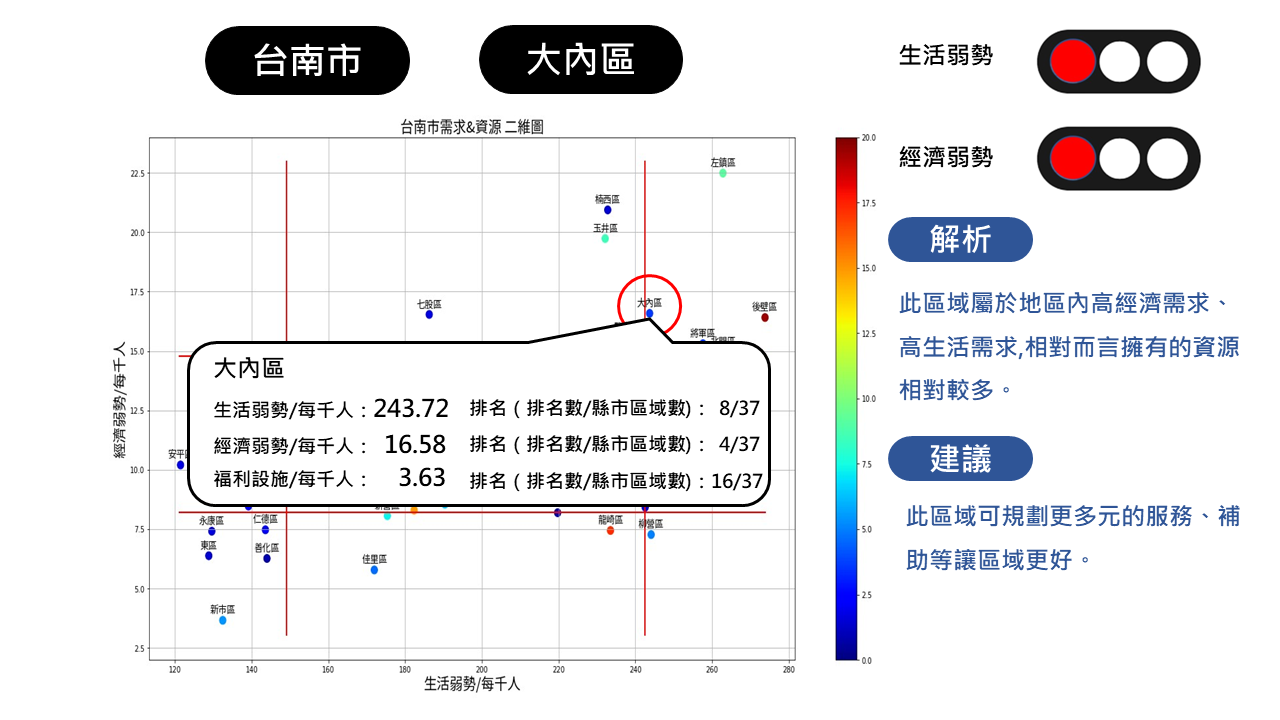 台南市
大內區
生活弱勢
經濟弱勢
台南市需求&資源 二維圖
左鎮區
楠西區
玉井區
七股區
大內區
後壁區
將軍區
大內區
生活弱勢/每千人：243.72 排名（排名數/縣市區域數)： 8/37
經濟弱勢/每千人： 16.58 排名（排名數/縣市區域數)： 4/37
福利設施/每千人： 3.63 排名（排名數/縣市區域數)：16/37
永康區
仁德區
東區
善化區
佳里區
龍崎區
柳營區
新市區
22.5
20.0
17.5
15.0
12.5
10.0
7.5
5.0
2.5
經濟弱勢/每千人
120 140 160 180 200 220 240 260 280
生活弱勢/每千人
20.0
17.5
15.0
12.5
10.0
7.5
5.0
2.5
0.0
解析
此區域屬於地區內高經濟需求、
高生活需求,相對而言擁有的資源
相對較多。
建議
此區域可規劃更多元的服務、補
助等讓區域更好。